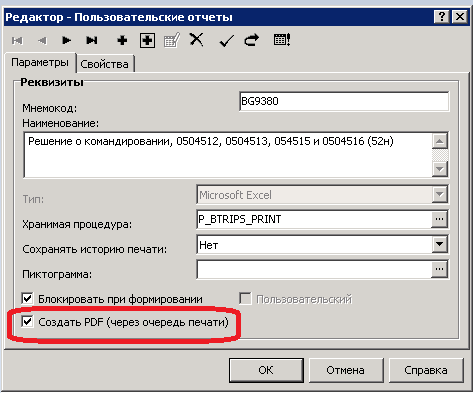 Редактор - Пользовательские отчеты
Параметры Свойства
Реквизиты
Мнемокод: BG9380
Наименование:
Решение о командировании, 0504512, 0504513, 054515 и 0504516 (52н)
Тип: Microsoft Excel
Хранимая процедура: P_BTRIPS_PRINT ...
Сохранять историю печати: Нет
Пиктограмма: ...
Блокировать при формировании Пользовательский
Создать PDF (через очередь печати)
OK Отмена Справка